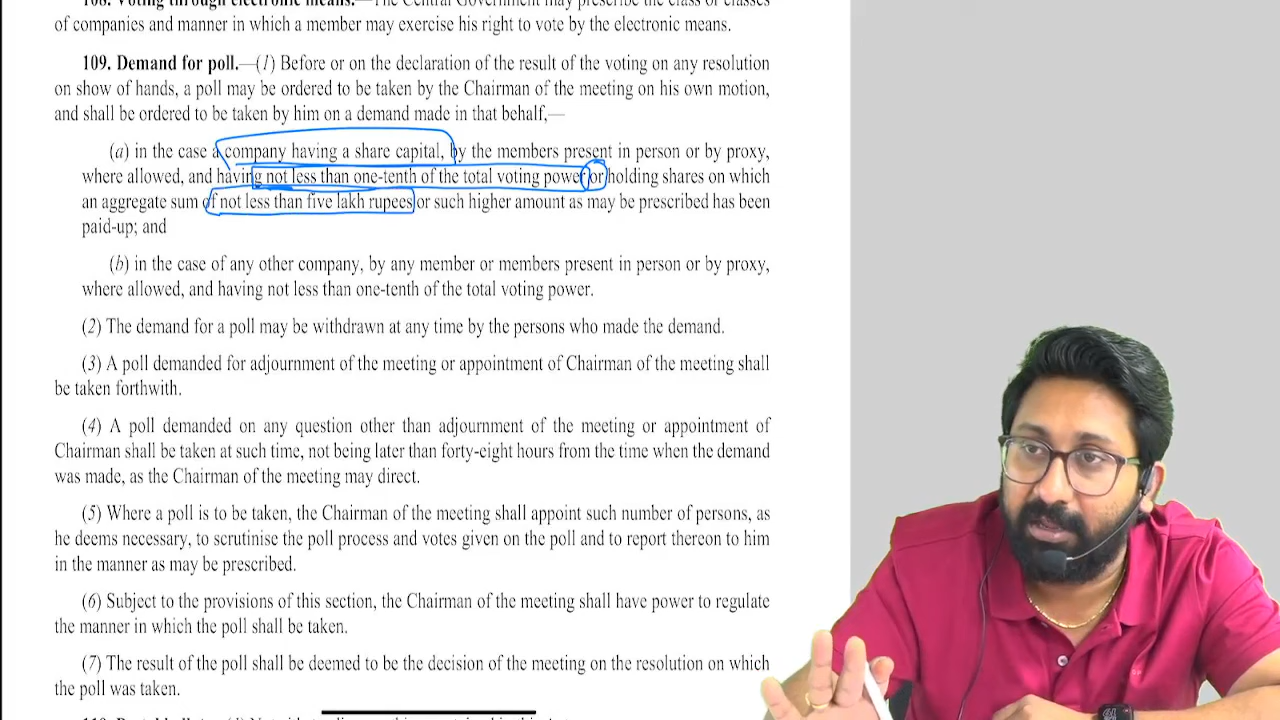 108. Voting through electronic means.—The Central Government may prescribe the class or classes
of companies and manner in which a member may exercise his right to vote by the electronic means.
109. Demand for poll.—(1) Before or on the declaration of the result of the voting on any resolution
on show of hands, a poll may be ordered to be taken by the Chairman of the meeting on his own motion,
and shall be ordered to be taken by him on a demand made in that behalf,—
(a) in the case a company having a share capital, by the members present in person or by proxy,
where allowed, and having not less than one-tenth of the total voting power or holding shares on which
an aggregate sum of not less than five lakh rupees or such higher amount as may be prescribed has been
paid-up; and
(b) in the case of any other company, by any member or members present in person or by proxy,
where allowed, and having not less than one-tenth of the total voting power.
(2) The demand for a poll may be withdrawn at any time by the persons who made the demand.
(3) A poll demanded for adjournment of the meeting or appointment of Chairman of the meeting shall
be taken forthwith.
(4) A poll demanded on any question other than adjournment of the meeting or appointment of
Chairman shall be taken at such time, not being later than forty-eight hours from the time when the demand
was made, as the Chairman of the meeting may direct.
(5) Where a poll is to be taken, the Chairman of the meeting shall appoint such number of persons, as
he deems necessary, to scrutinise the poll process and votes given on the poll and to report thereon to him
in the manner as may be prescribed.
(6) Subject to the provisions of this section, the Chairman of the meeting shall have power to regulate
the manner in which the poll shall be taken.
(7) The result of the poll shall be deemed to be the decision of the meeting on the resolution on which
the poll was taken.